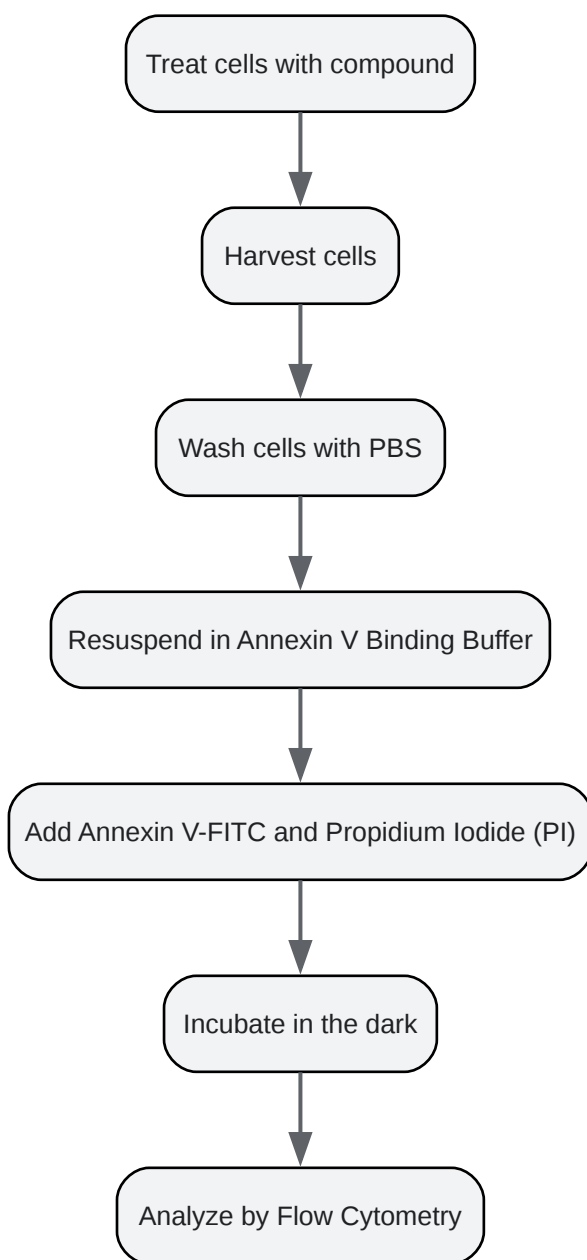 Treat cells with compound
Harvest cells
Wash cells with PBS
Resuspend in Annexin V Binding Buffer
Add Annexin V-FITC and Propidium Iodide (PI)
Incubate in the dark
Analyze by Flow Cytometry